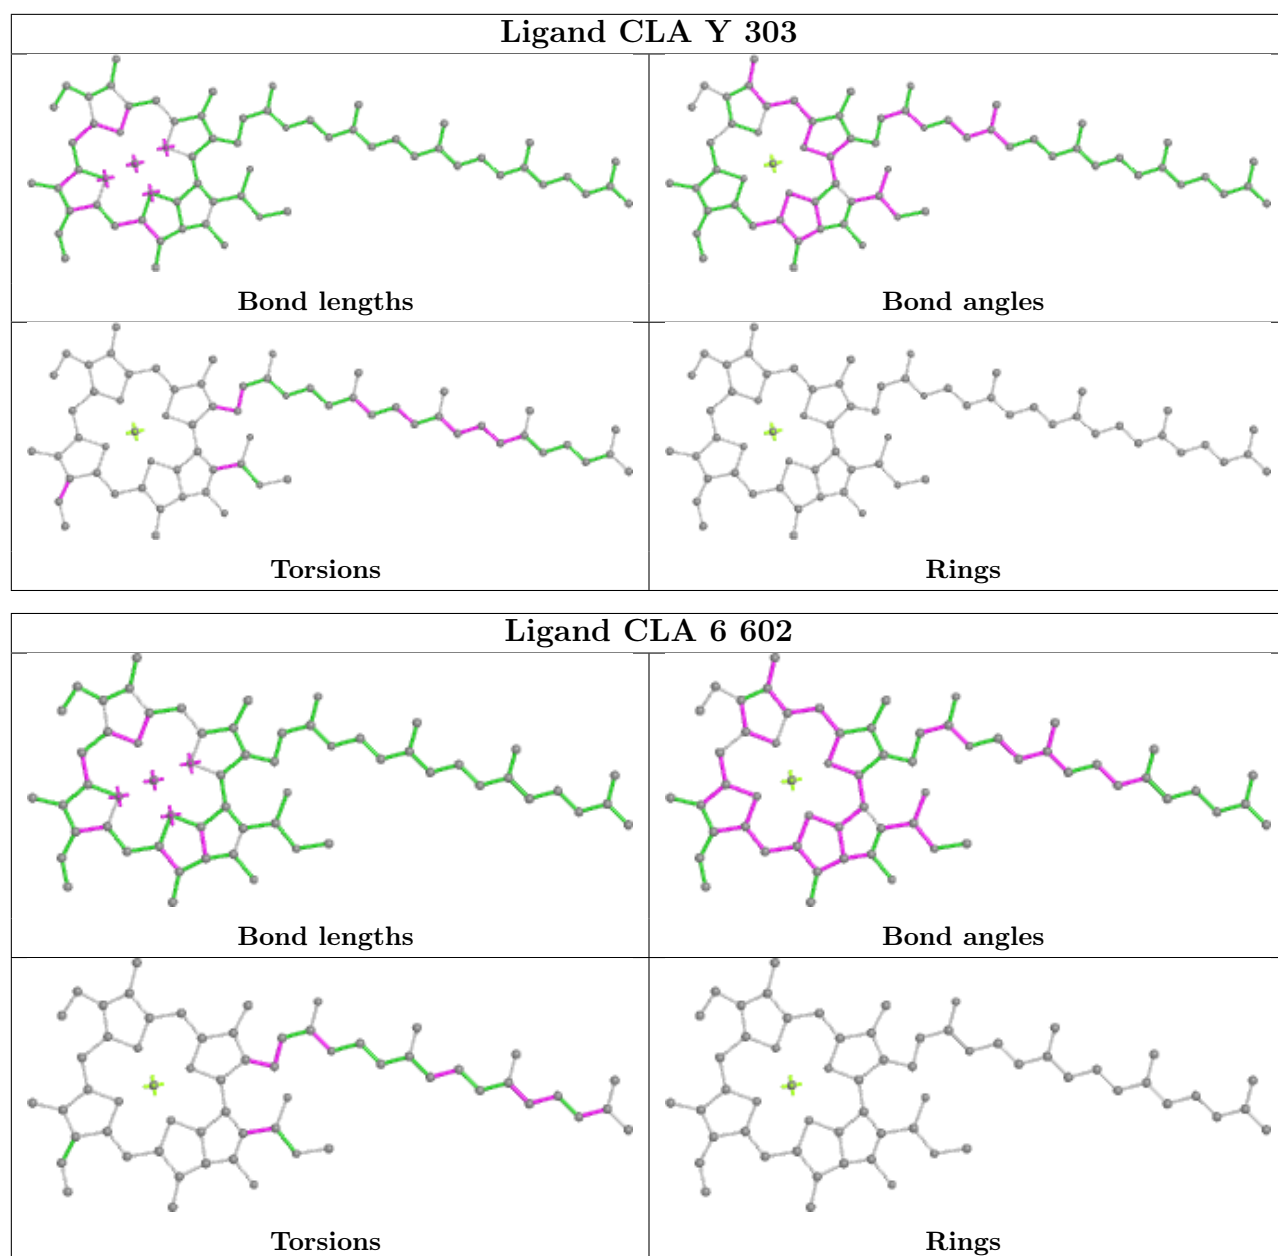 Ligand CLA Y 303
Bond lengths
Bond angles
Torsions
Rings
Ligand CLA 6 602
Bond lengths
Bond angles
Torsions
Rings